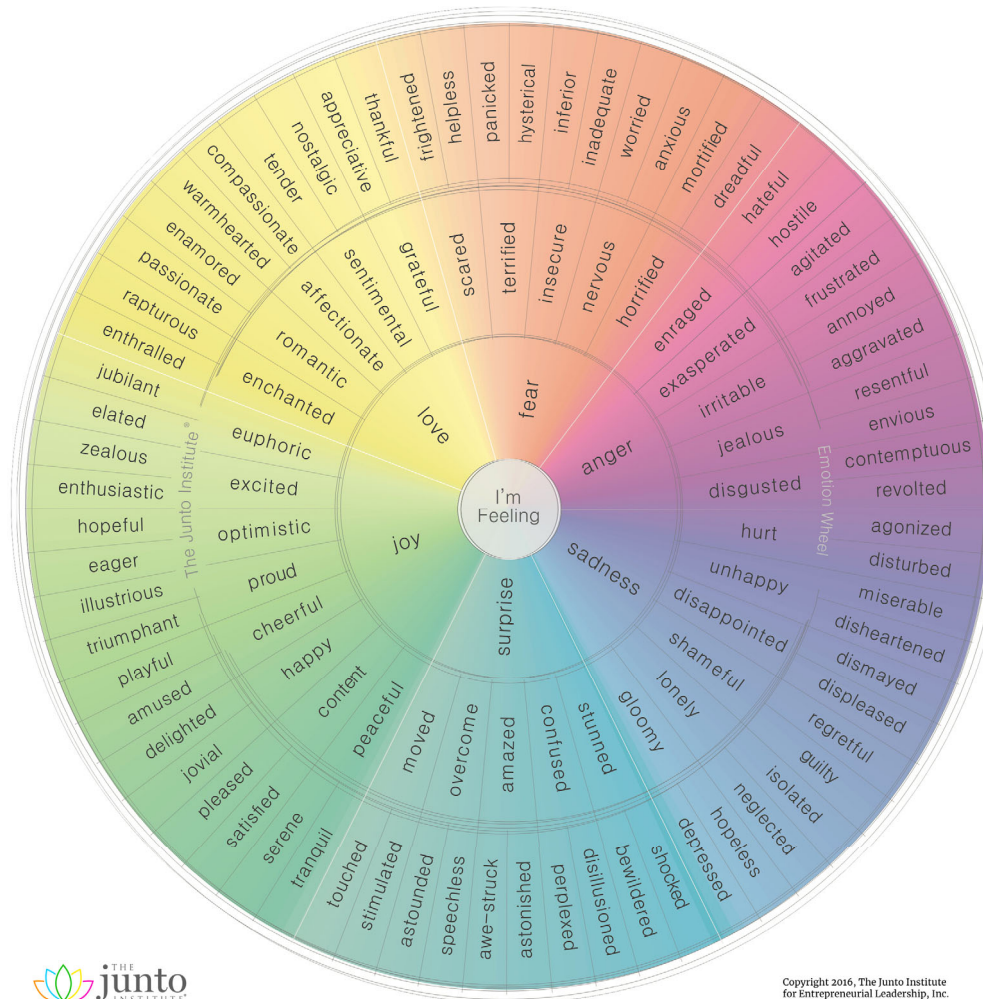 I'm
Feeling
love
fear
anger
sadness
surprise
joy
enchanted
romantic
affectionate
sentimental
grateful
scared
terrified
insecure
nervous
horrified
enraged
exasperated
irritable
jealous
disgusted
hurt
unhappy
disappointed
shameful
lonely
gloomy
stunned
confused
amazed
overcome
moved
peaceful
content
happy
cheerful
proud
optimistic
excited
euphoric
enthralled
rapturous
passionate
enamored
warmhearted
compassionate
tender
nostalgic
appreciative
thankful
frightened
helpless
panicked
hysterical
inferior
inadequate
worried
anxious
mortified
dreadful
hateful
hostile
agitated
frustrated
annoyed
aggravated
resentful
envious
contemptuous
revolted
agonized
disturbed
miserable
disheartened
dismayed
displeased
regretful
guilty
isolated
neglected
hopeless
depressed
shocked
bewildered
disillusioned
perplexed
astonished
awe-struck
speechless
astounded
stimulated
touched
tranquil
serene
satisfied
pleased
jovial
delighted
amused
playful
triumphant
illustrious
eager
hopeful
enthusiastic
zealous
elated
jubilant
The Junto Institute®
Emotion Wheel
THE
junto
INSTITUTE
Copyright 2016, The Junto Institute
for Entrepreneurial Leadership, Inc.